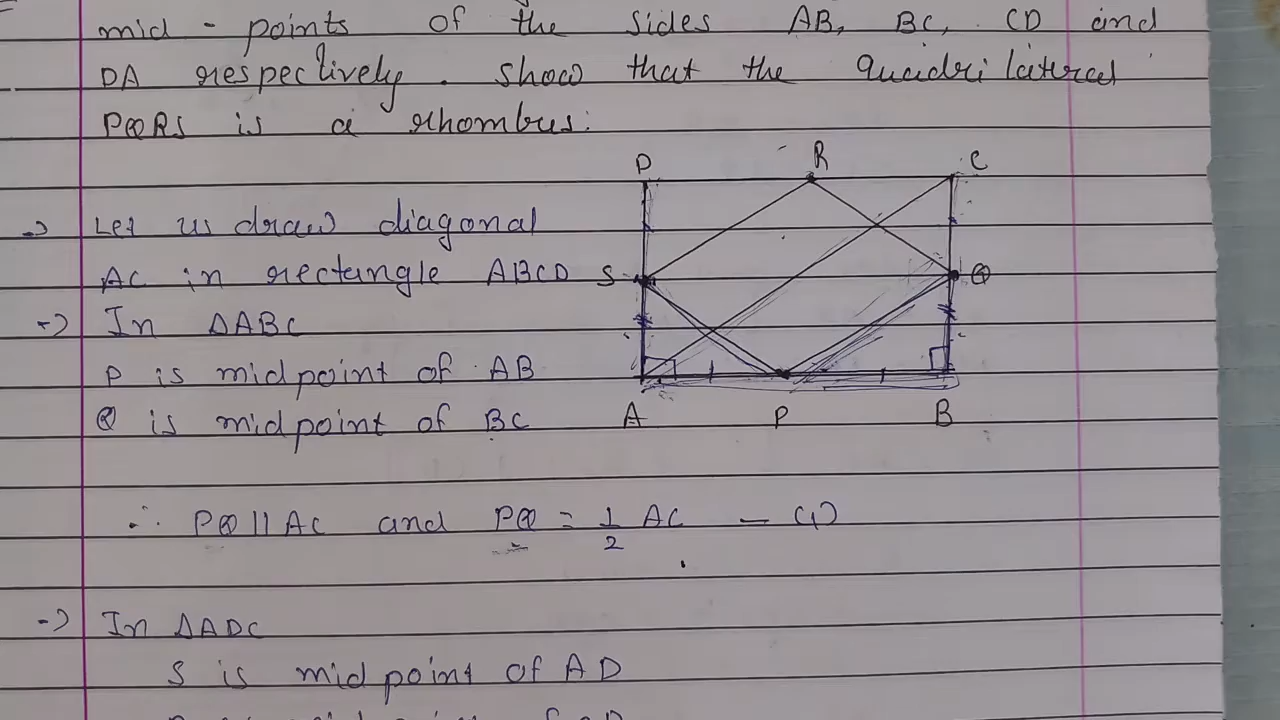 mid - points of the sides AB, BC, CD and
DA respectively. show that the quadrilateral
PQRS is a rhombus.
D R C
→ Let us draw diagonal
AC in rectangle ABCD
S Q
→ In ΔABC
P is midpoint of AB
Q is midpoint of BC
A P B
∴ PQ || AC and PQ = 1/2 AC — (1)
→ In ΔADC
S is midpoint of AD